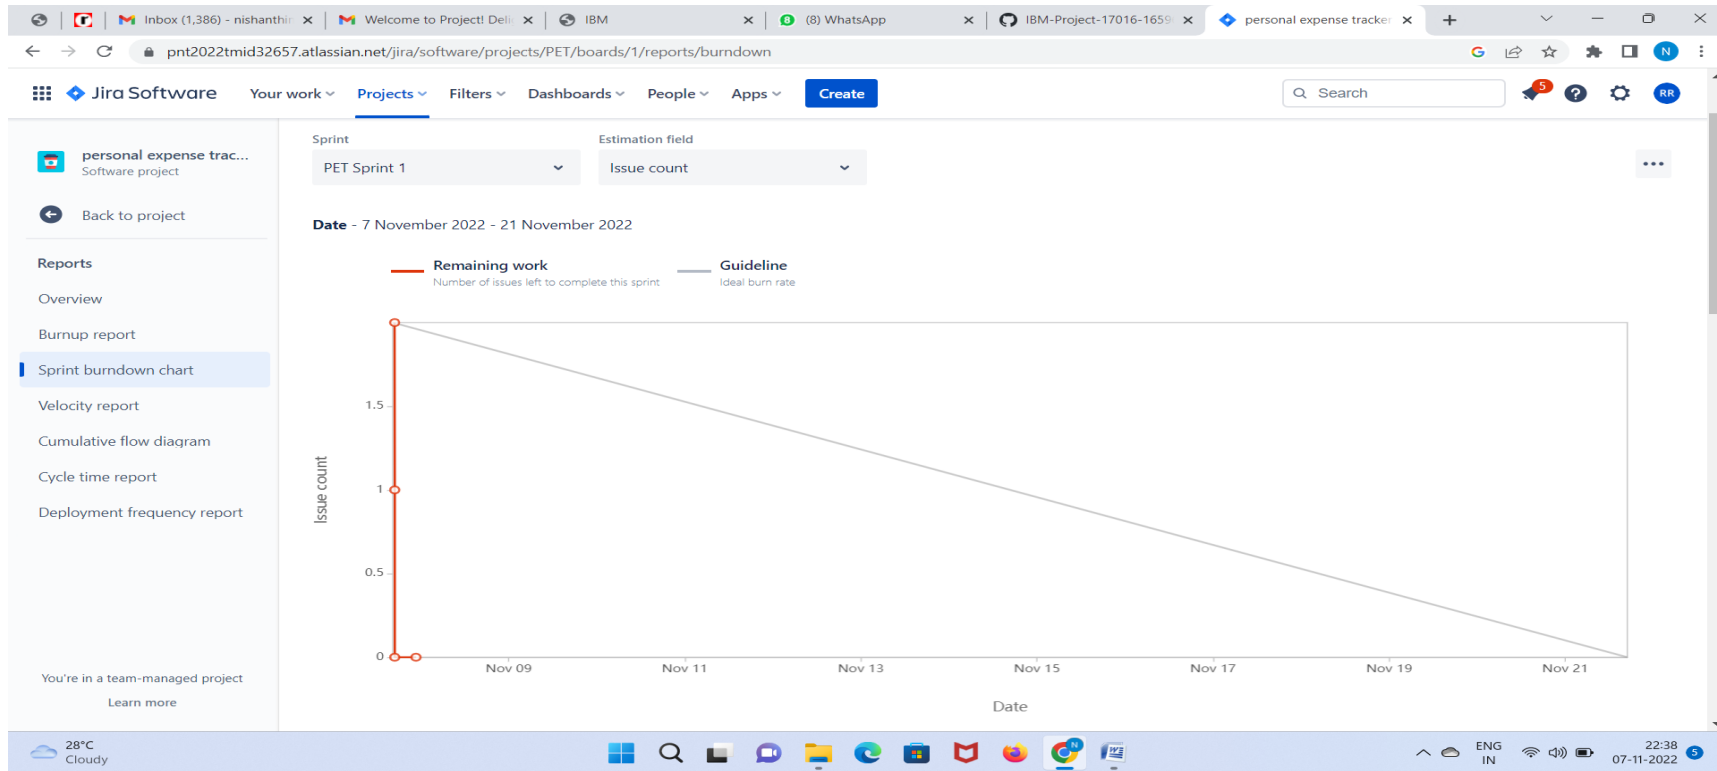 Inbox (1,386) - nishanthin
Welcome to Project! Deli
IBM
(8) WhatsApp
IBM-Project-17016-1659
personal expense tracker
pnt2022tmid32657.atlassian.net/jira/software/projects/PET/boards/1/reports/burndown
N
Jira Software
Your work
Projects
Filters
Dashboards
People
Apps
Create
Search
5
RR
personal expense trac...
Software project
Back to project
Reports
Overview
Burnup report
Sprint burndown chart
Velocity report
Cumulative flow diagram
Cycle time report
Deployment frequency report
You're in a team-managed project
Learn more
Sprint
Estimation field
PET Sprint 1
Issue count
Date - 7 November 2022 - 21 November 2022
Remaining work
Number of issues left to complete this sprint
Guideline
Ideal burn rate
Issue count
1.5
1
0.5
0
Nov 09
Nov 11
Nov 13
Nov 15
Nov 17
Nov 19
Nov 21
Date
28°C
Cloudy
N
ENG
IN
22:38
07-11-2022
5